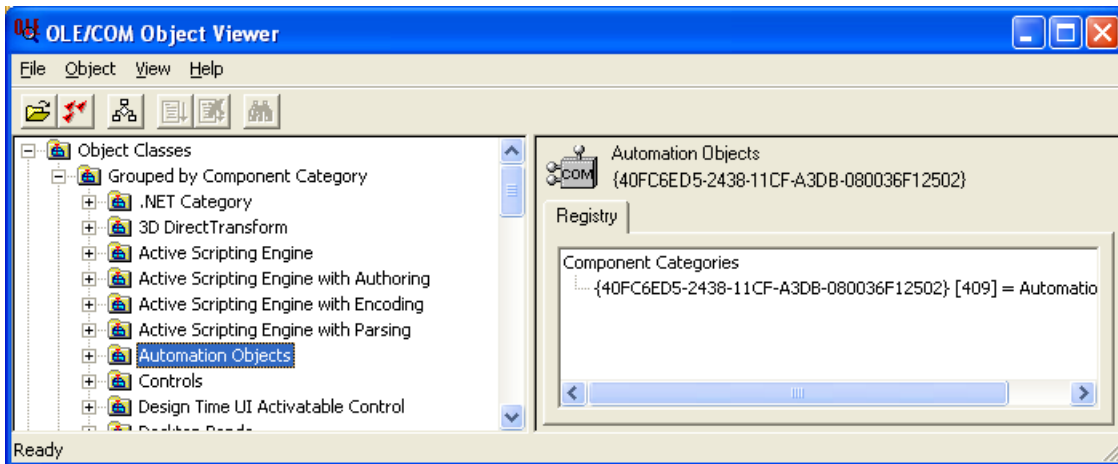 OLE/COM Object Viewer
File Object View Help
Object Classes
Grouped by Component Category
.NET Category
3D DirectTransform
Active Scripting Engine
Active Scripting Engine with Authoring
Active Scripting Engine with Encoding
Active Scripting Engine with Parsing
Automation Objects
Controls
Design Time UI Activatable Control
Automation Objects
{40FC6ED5-2438-11CF-A3DB-080036F12502}
Registry
Component Categories
{40FC6ED5-2438-11CF-A3DB-080036F12502} [409] = Automatio
Ready